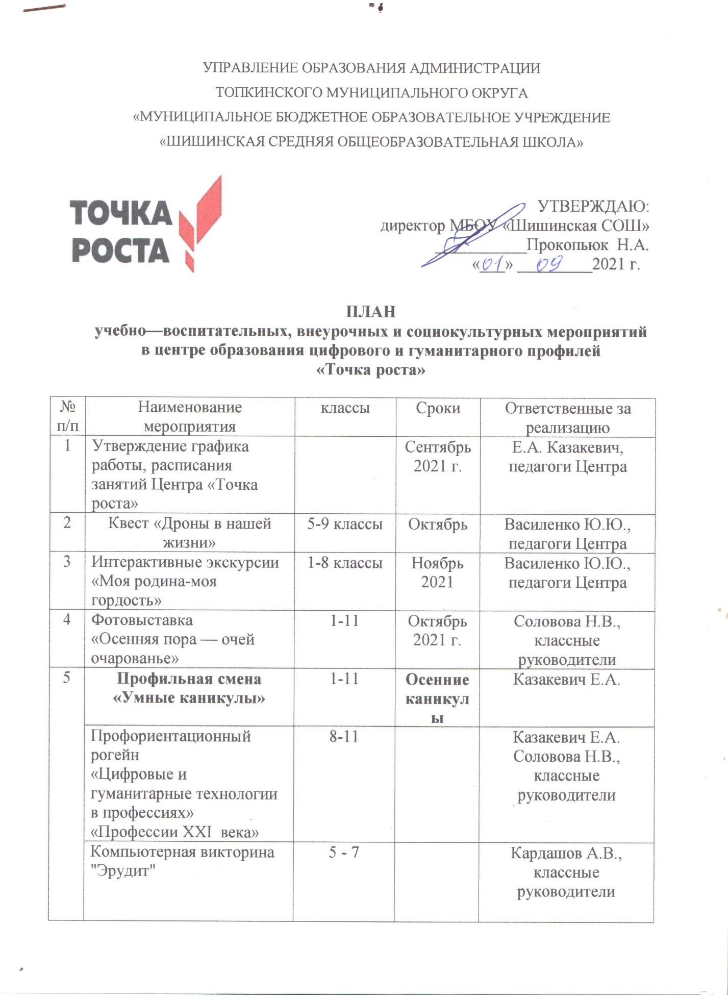 УПРАВЛЕНИЕ ОБРАЗОВАНИЯ АДМИНИСТРАЦИИ
ТОПКИНСКОГО МУНИЦИПАЛЬНОГО ОКРУГА
«МУНИЦИПАЛЬНОЕ БЮДЖЕТНОЕ ОБРАЗОВАТЕЛЬНОЕ УЧРЕЖДЕНИЕ
«ШИШИНСКАЯ СРЕДНЯЯ ОБЩЕОБРАЗОВАТЕЛЬНАЯ ШКОЛА»
ТОЧКА
РОСТА
УТВЕРЖДАЮ:
директор МБОУ «Шишинская СОШ»
___________Прокопьюк Н.А.
«01» 09 2021 г.
ПЛАН
учебно—воспитательных, внеурочных и социокультурных мероприятий
в центре образования цифрового и гуманитарного профилей
«Точка роста»
№
п/п
Наименование
мероприятия
классы
Сроки
Ответственные за
реализацию
1
Утверждение графика
работы, расписания
занятий Центра «Точка
роста»
Сентябрь
2021 г.
Е.А. Казакевич,
педагоги Центра
2
Квест «Дроны в нашей
жизни»
5-9 классы
Октябрь
Василенко Ю.Ю.,
педагоги Центра
3
Интерактивные экскурсии
«Моя родина-моя
гордость»
1-8 классы
Ноябрь
2021
Василенко Ю.Ю.,
педагоги Центра
4
Фотовыставка
«Осенняя пора — очей
очарованье»
1-11
Октябрь
2021 г.
Соловова Н.В.,
классные
руководители
5
Профильная смена
«Умные каникулы»
1-11
Осенние
каникул
ы
Казакевич Е.А.
Профориентационный
рогейн
«Цифровые и
гуманитарные технологии
в профессиях»
«Профессии XXI века»
8-11
Казакевич Е.А.
Соловова Н.В.,
классные
руководители
Компьютерная викторина
"Эрудит"
5 - 7
Кардашов А.В.,
классные
руководители